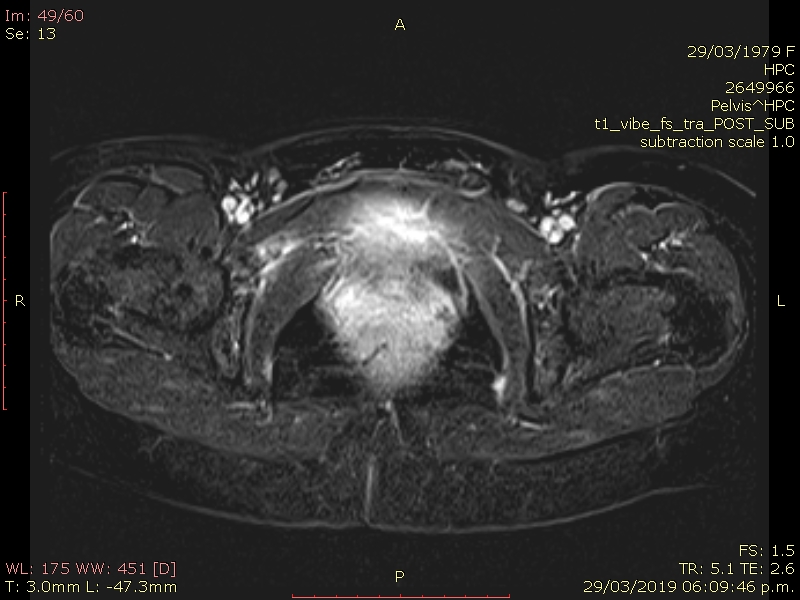 Im: 49/60
Se: 13
A
29/03/1979 F
HPC
2649966
Pelvis^HPC
t1_vibe_fs_tra_POST_SUB
subtraction scale 1.0
R
L
WL: 175 WW: 451 [D]
T: 3.0mm L: -47.3mm
P
FS: 1.5
TR: 5.1 TE: 2.6
29/03/2019 06:09:46 p.m.